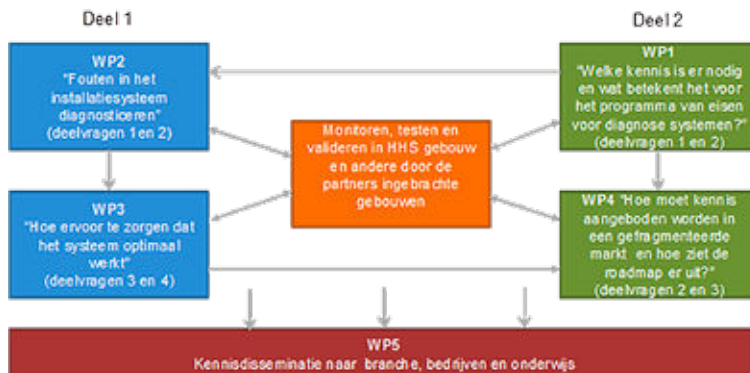 Deel 1
Deel 2
WP2
"Fouten in het
installatiesysteem
diagnosticeren"
(deelvragen 1 en 2)
WP1
"Welke kennis is er nodig
en wat betekent het voor
het programma van eisen
voor diagnose systemen?"
(deelvragen 1 en 2)
Monitoren, testen en
valideren in HHS gebouw
en andere door de
partners ingebrachte
gebouwen
WP3
"Hoe ervoor te zorgen dat
het systeem optimaal
werkt"
(deelvragen 3 en 4)
WP4 "Hoe moet kennis
aangeboden worden in
een gefragmenteerde
markt en hoe ziet de
roadmap er uit?"
(deelvragen 2 en 3)
WP5
Kennisdisseminatie naar branche, bedrijven en onderwijs